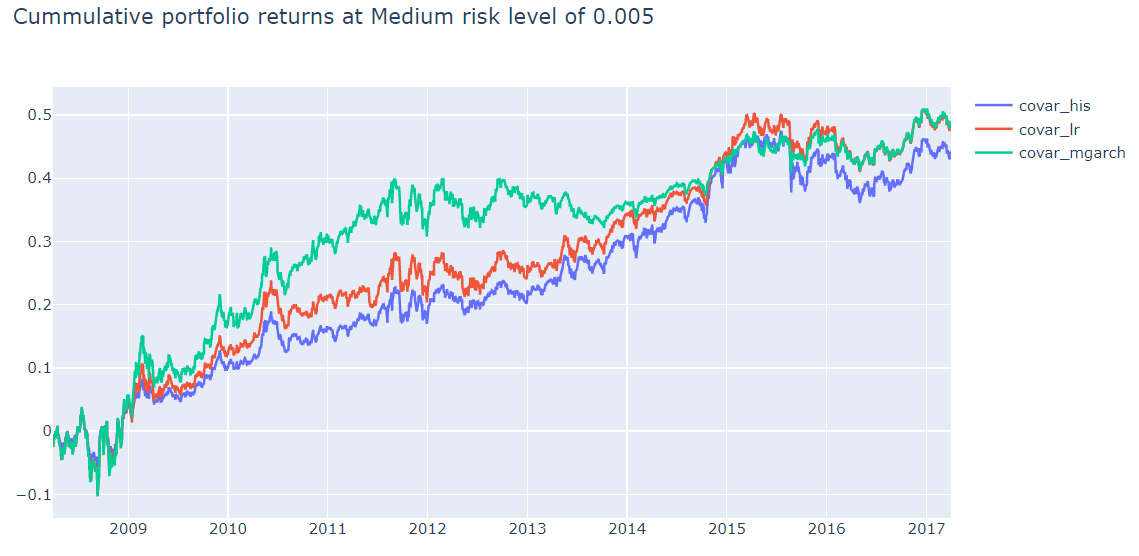 Cummulative portfolio returns at Medium risk level of 0.005
0.5
0.4
0.3
0.2
0.1
0
−0.1
2009 2010 2011 2012 2013 2014 2015 2016 2017
covar_his
covar_lr
covar_mgarch